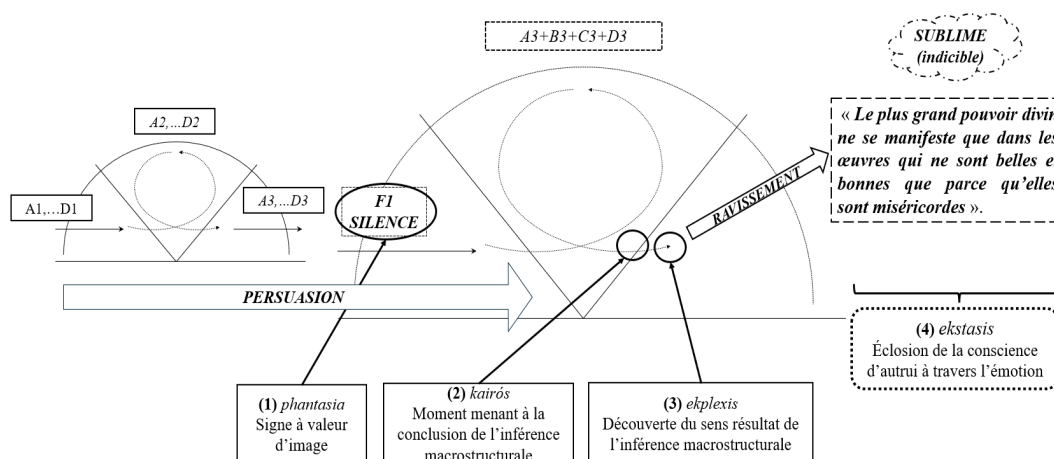 A3+B3+C3+D3
SUBLIME
(indicible)
A2,...D2
A1,...D1
A3,...D3
F1
SILENCE
RAVISSEMENT
« Le plus grand pouvoir divin
ne se manifeste que dans les
œuvres qui ne sont belles et
bonnes que parce qu'elles
sont miséricordes ».
PERSUASION
(4) ekstasis
Éclosion de la conscience
d'autrui à travers l'émotion
(1) phantasia
Signe à valeur
d'image
(2) kairós
Moment menant à la
conclusion de l'inférence
macrostructurale
(3) ekplexis
Découverte du sens résultat de
l'inférence macrostructurale